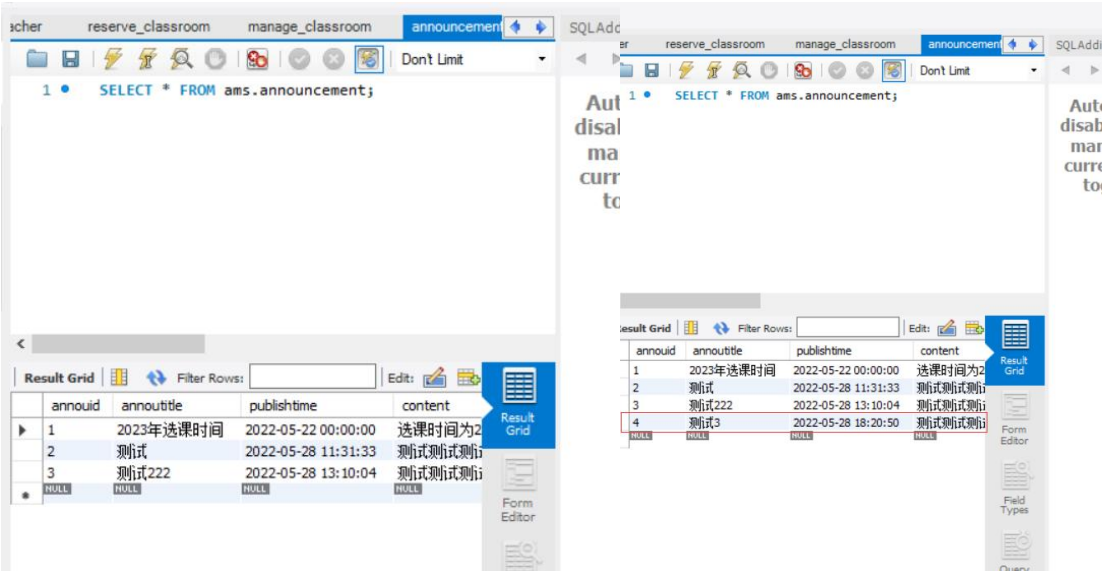 reserve_classroom manage_classroom announcement
Don't Limit
1 SELECT * FROM ams.announcement;
Result Grid Filter Rows: Edit:
annouid annoutitle publishtime content
1 2023年选课时间 2022-05-22 00:00:00 选课时间为2
2 测试 2022-05-28 11:31:33 测试测试测试
3 测试222 2022-05-28 13:10:04 测试测试测试
NULL NULL NULL NULL
Result
Grid
Form
Editor
reserve_classroom manage_classroom announcement
Don't Limit
1 SELECT * FROM ams.announcement;
Result Grid Filter Rows: Edit:
annouid annoutitle publishtime content
1 2023年选课时间 2022-05-22 00:00:00 选课时间为2
2 测试 2022-05-28 11:31:33 测试测试测试
3 测试222 2022-05-28 13:10:04 测试测试测试
4 测试3 2022-05-28 18:20:50 测试测试测试
NULL NULL NULL NULL
Result
Grid
Form
Editor
Field
Types
Query